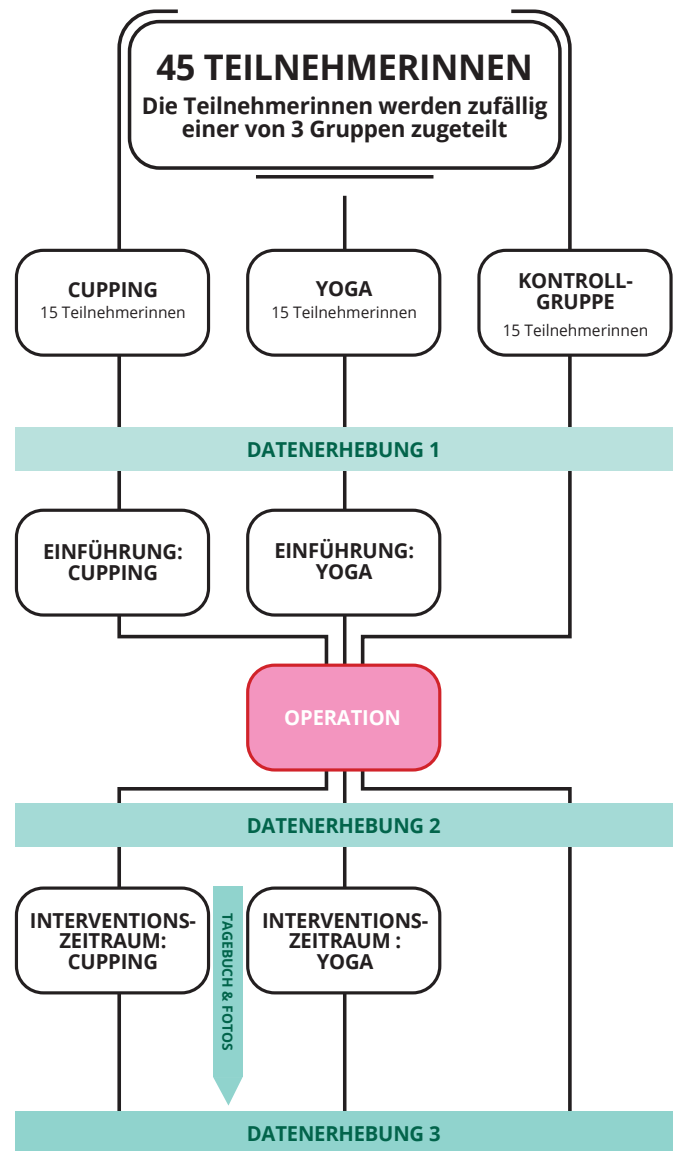 45 TEILNEHMERINNEN
Die Teilnehmerinnen werden zufällig
einer von 3 Gruppen zugeteilt
CUPPING
15 Teilnehmerinnen
YOGA
15 Teilnehmerinnen
KONTROLL-
GRUPPE
15 Teilnehmerinnen
DATENERHEBUNG 1
EINFÜHRUNG:
CUPPING
EINFÜHRUNG:
YOGA
OPERATION
DATENERHEBUNG 2
INTERVENTIONS-
ZEITRAUM:
CUPPING
TAGEBUCH & FOTOS
INTERVENTIONS-
ZEITRAUM :
YOGA
DATENERHEBUNG 3